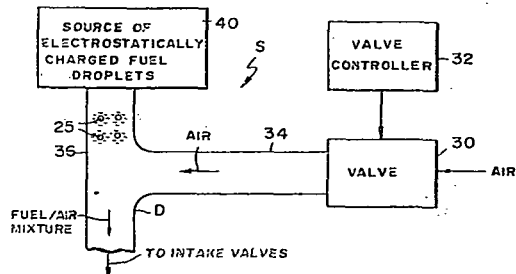 SOURCE OF
ELECTROSTATICALLY
CHARGED FUEL
DROPLETS
40
S
VALVE
CONTROLLER
32
25
36
AIR
34
30
VALVE
AIR
FUEL/AIR
MIXTURE
D
TO INTAKE VALVES